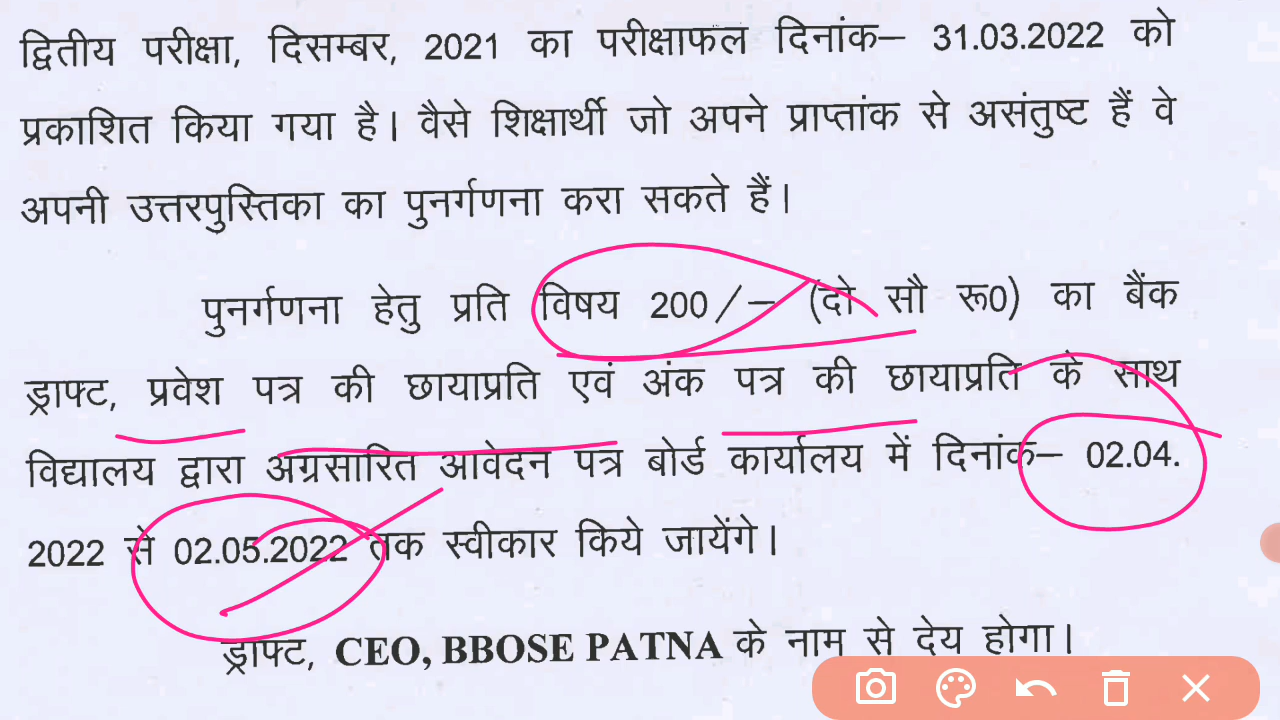 द्वितीय परीक्षा, दिसम्बर, 2021 का परीक्षाफल दिनांक– 31.03.2022 को
प्रकाशित किया गया है। वैसे शिक्षार्थी जो अपने प्राप्तांक से असंतुष्ट हैं वे
अपनी उत्तरपुस्तिका का पुनर्गणना करा सकते हैं।
पुनर्गणना हेतु प्रति विषय 200/– (दो सौ रू0) का बैंक
ड्राफ्ट, प्रवेश पत्र की छायाप्रति एवं अंक पत्र की छायाप्रति के साथ
विद्यालय द्वारा अग्रसारित आवेदन पत्र बोर्ड कार्यालय में दिनांक– 02.04.
2022 से 02.05.2022 तक स्वीकार किये जायेंगे।
ड्राफ्ट, CEO, BBOSE PATNA के नाम से देय होगा।